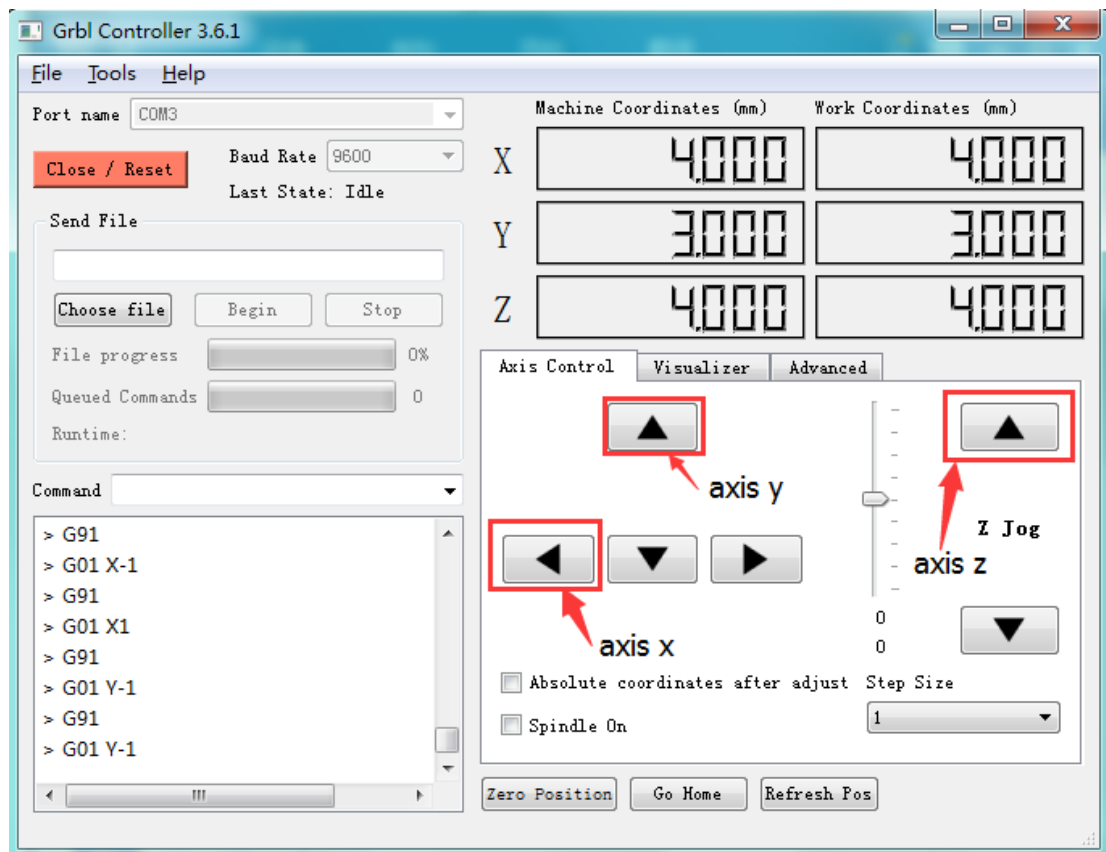 Grbl Controller 3.6.1
File Tools Help
Port name COM3
Close / Reset
Baud Rate 9600
Last State: Idle
Send File
Choose file Begin Stop
File progress 0%
Queued Commands 0
Runtime:
Command
> G91
> G01 X-1
> G91
> G01 X1
> G91
> G01 Y-1
> G91
> G01 Y-1
Machine Coordinates (mm) Work Coordinates (mm)
X 4.000 4.000
Y 3.000 3.000
Z 4.000 4.000
Axis Control Visualizer Advanced
axis y
Z Jog
axis z
axis x
0
0
Absolute coordinates after adjust Step Size
Spindle On 1
Zero Position Go Home Refresh Pos